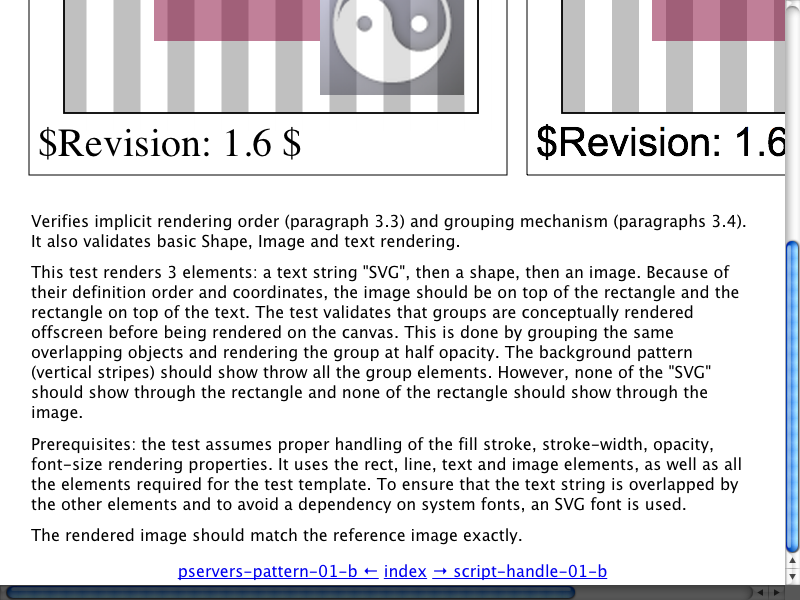 $Revision: 1.6 $
$Revision: 1.6
Verifies implicit rendering order (paragraph 3.3) and grouping mechanism (paragraphs 3.4).
It also validates basic Shape, Image and text rendering.
This test renders 3 elements: a text string "SVG", then a shape, then an image. Because of
their definition order and coordinates, the image should be on top of the rectangle and the
rectangle on top of the text. The test validates that groups are conceptually rendered
offscreen before being rendered on the canvas. This is done by grouping the same
overlapping objects and rendering the group at half opacity. The background pattern
(vertical stripes) should show throw all the group elements. However, none of the "SVG"
should show through the rectangle and none of the rectangle should show through the
image.
Prerequisites: the test assumes proper handling of the fill stroke, stroke-width, opacity,
font-size rendering properties. It uses the rect, line, text and image elements, as well as all
the elements required for the test template. To ensure that the text string is overlapped by
the other elements and to avoid a dependency on system fonts, an SVG font is used.
The rendered image should match the reference image exactly.
pservers-pattern-01-b ← index → script-handle-01-b